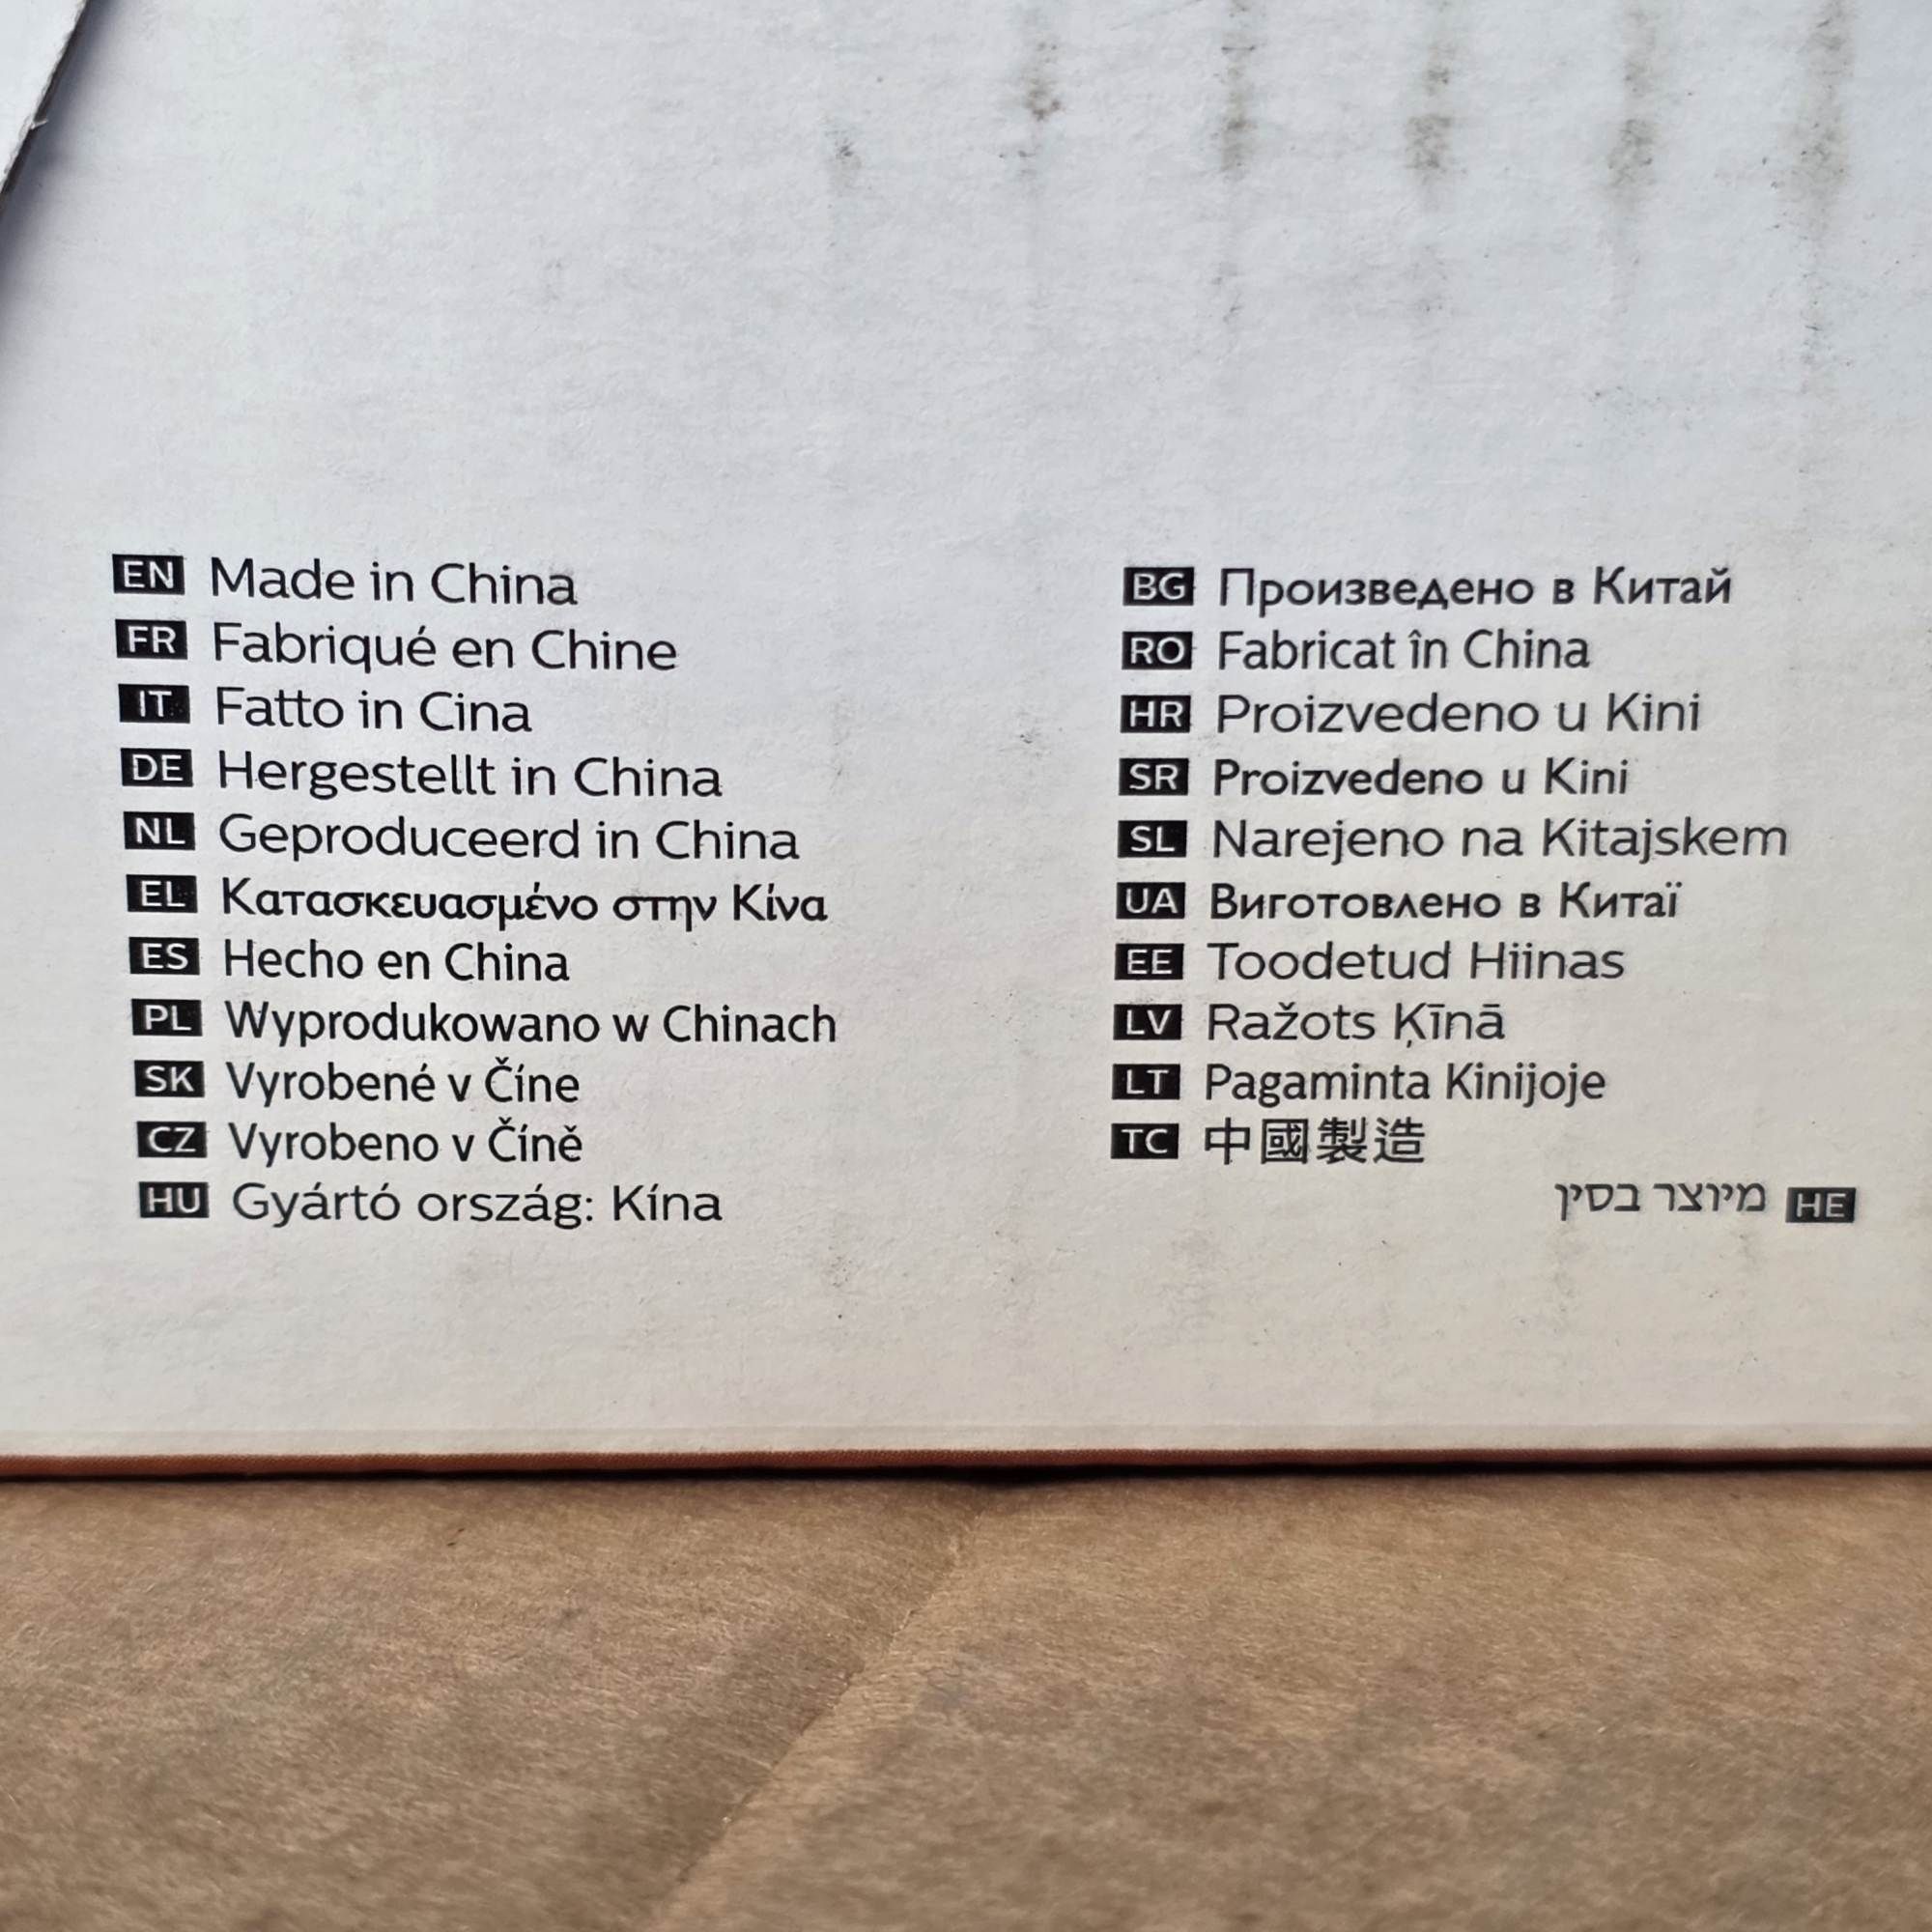 EN Made in China
FR Fabriqué en Chine
IT Fatto in Cina
DE Hergestellt in China
NL Geproduceerd in China
EL Κατασκευασμένο στην Κίνα
ES Hecho en China
PL Wyprodukowano w Chinach
SK Vyrobené v Číne
CZ Vyrobeno v Číně
HU Gyártó ország: Kína
BG Произведено в Китай
RO Fabricat în China
HR Proizvedeno u Kini
SR Proizvedeno u Kini
SL Narejeno na Kitajskem
UA Виготовлено в Китаї
EE Toodetud Hiinas
LV Ražots Ķīnā
LT Pagaminta Kinijoje
TC 中國製造
HE מיוצר בסין